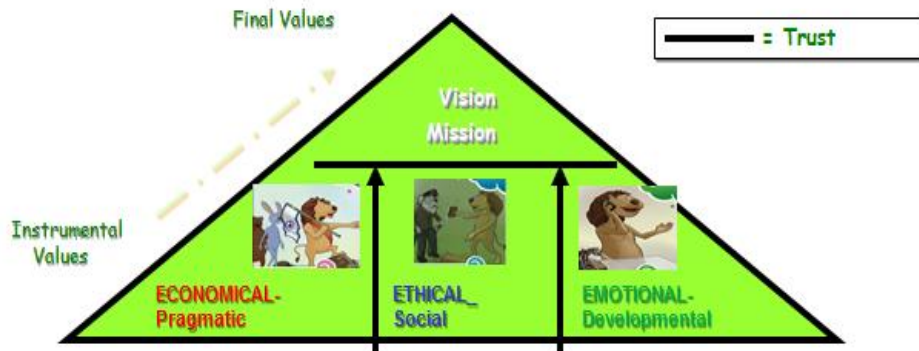 Final Values
= Trust
Vision
Mission
Instrumental
Values
ECONOMICAL-
Pragmatic
ETHICAL_
Social
EMOTIONAL-
Developmental